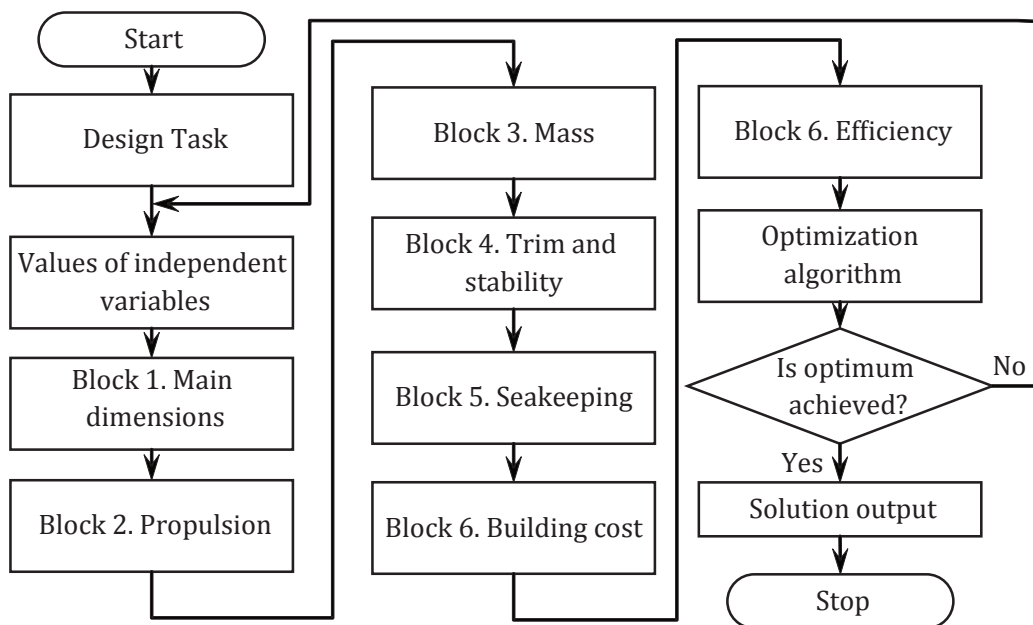 Start
Design Task
Values of independent
variables
Block 1. Main
dimensions
Block 2. Propulsion
Block 3. Mass
Block 4. Trim and
stability
Block 5. Seakeeping
Block 6. Building cost
Block 6. Efficiency
Optimization
algorithm
Is optimum
achieved?
No
Yes
Solution output
Stop